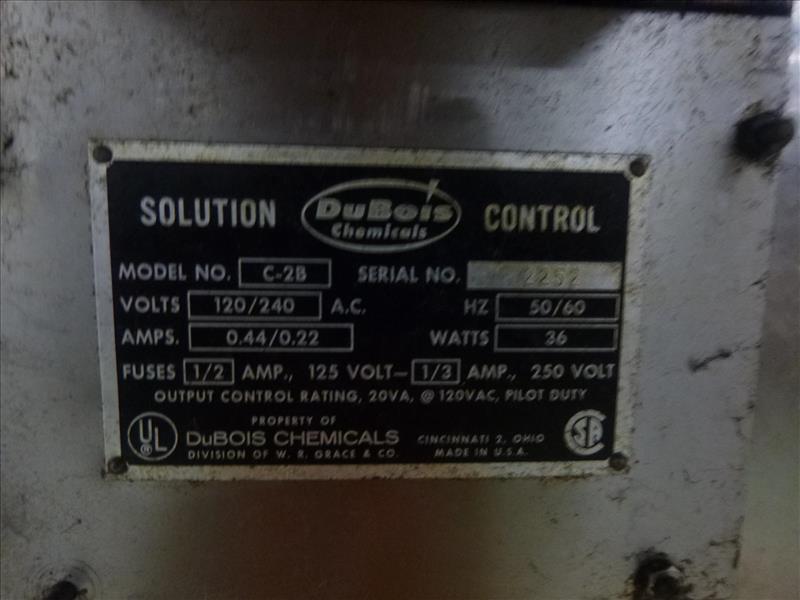 SOLUTION DuBois Chemicals CONTROL
MODEL NO. C-2B SERIAL NO. 2252
VOLTS 120/240 A.C. HZ 50/60
AMPS. 0.44/0.22 WATTS 36
FUSES 1/2 AMP., 125 VOLT— 1/3 AMP., 250 VOLT
OUTPUT CONTROL RATING, 20VA, @ 120VAC, PILOT DUTY
UL ® PROPERTY OF
DuBOIS CHEMICALS CINCINNATI 2, OHIO SA
DIVISION OF W. R. GRACE & CO. MADE IN U.S.A.